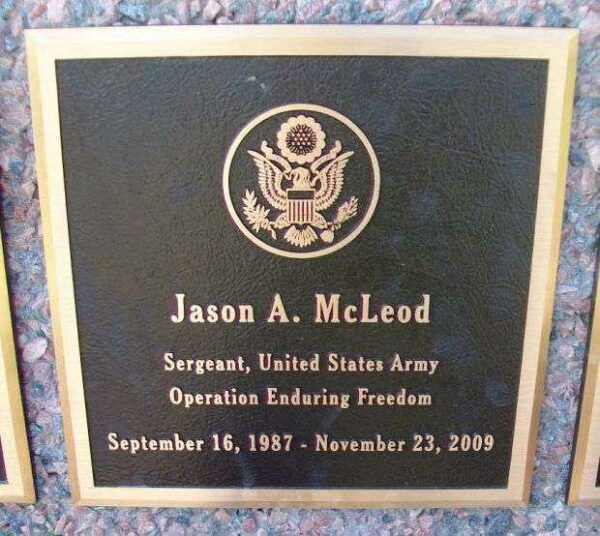 Jason A. McLeod
Sergeant, United States Army
Operation Enduring Freedom
September 16, 1987 - November 23, 2009